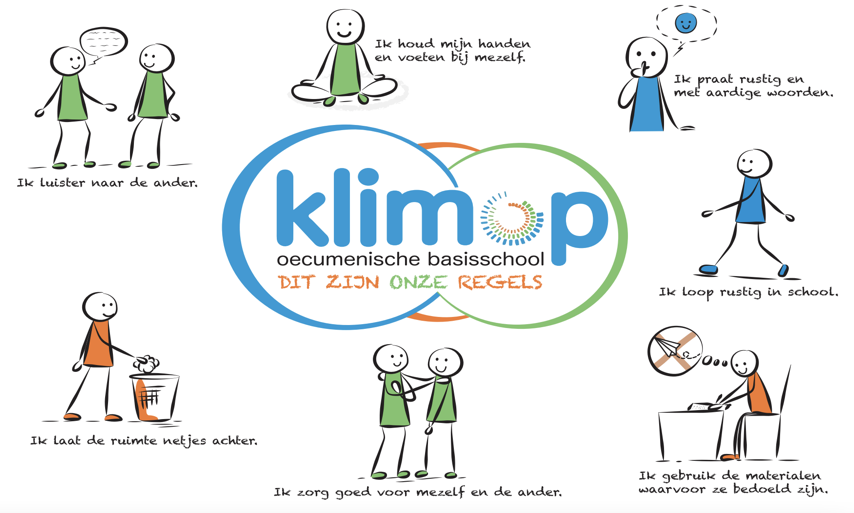 Ik houd mijn handen
en voeten bij mezelf.
Ik praat rustig en
met aardige woorden.
Ik luister naar de ander.
klimop
oecumenische basisschool
DIT ZIJN ONZE REGELS
Ik loop rustig in school.
Ik laat de ruimte netjes achter.
Ik zorg goed voor mezelf en de ander.
Ik gebruik de materialen
waarvoor ze bedoeld zijn.